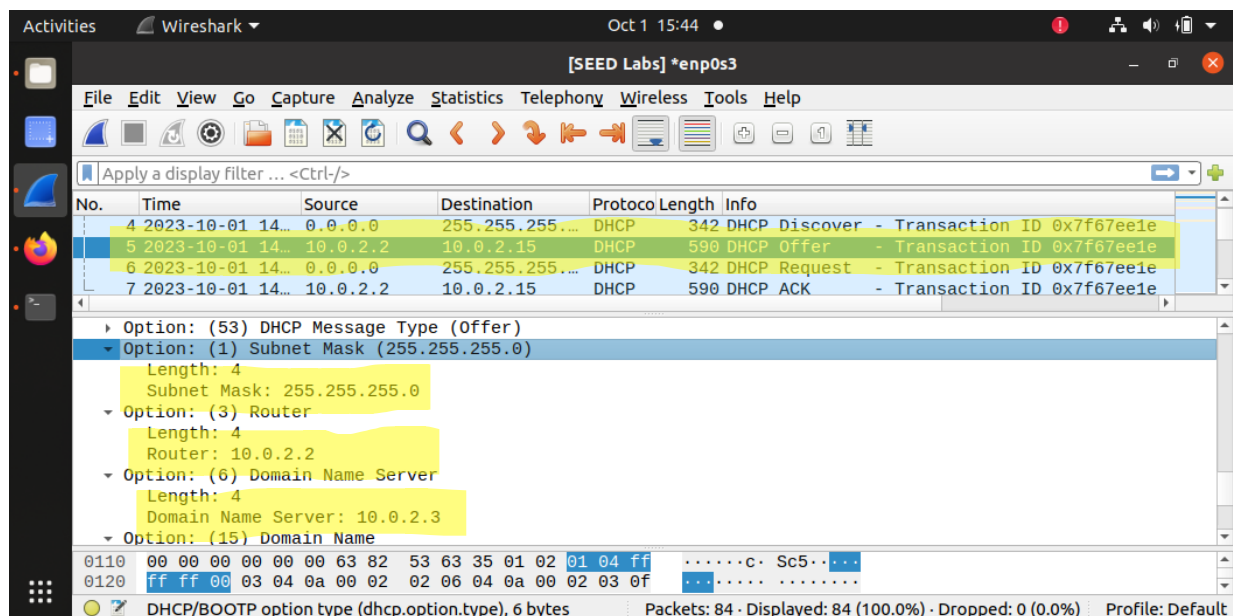 Activities Wireshark Oct 1 15:44
[SEED Labs] *enp0s3
File Edit View Go Capture Analyze Statistics Telephony Wireless Tools Help
Apply a display filter … <Ctrl-/>
No. Time Source Destination Protoco Length Info
4 2023-10-01 14… 0.0.0.0 255.255.255.… DHCP 342 DHCP Discover - Transaction ID 0x7f67ee1e
5 2023-10-01 14… 10.0.2.2 10.0.2.15 DHCP 590 DHCP Offer - Transaction ID 0x7f67ee1e
6 2023-10-01 14… 0.0.0.0 255.255.255.… DHCP 342 DHCP Request - Transaction ID 0x7f67ee1e
7 2023-10-01 14… 10.0.2.2 10.0.2.15 DHCP 590 DHCP ACK - Transaction ID 0x7f67ee1e
Option: (53) DHCP Message Type (Offer)
Option: (1) Subnet Mask (255.255.255.0)
Length: 4
Subnet Mask: 255.255.255.0
Option: (3) Router
Length: 4
Router: 10.0.2.2
Option: (6) Domain Name Server
Length: 4
Domain Name Server: 10.0.2.3
Option: (15) Domain Name
0110 00 00 00 00 00 00 63 82 53 63 35 01 02 01 04 ff ······c· Sc5·····
0120 ff ff 00 03 04 0a 00 02 02 06 04 0a 00 02 03 0f ········ ········
DHCP/BOOTP option type (dhcp.option.type), 6 bytes Packets: 84 · Displayed: 84 (100.0%) · Dropped: 0 (0.0%) Profile: Default